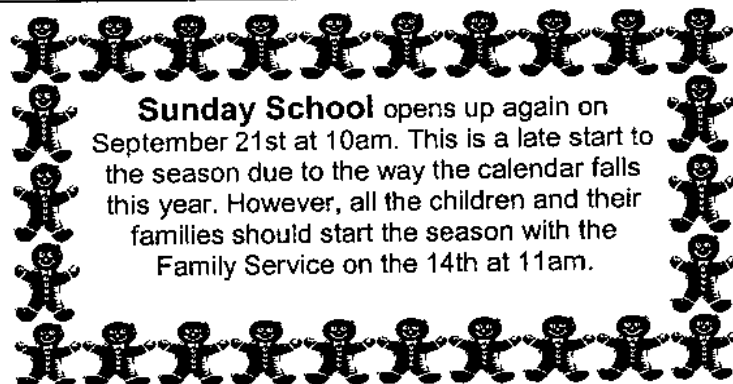 Sunday School opens up again on
September 21st at 10am. This is a late start to
the season due to the way the calendar falls
this year. However, all the children and their
families should start the season with the
Family Service on the 14th at 11am.